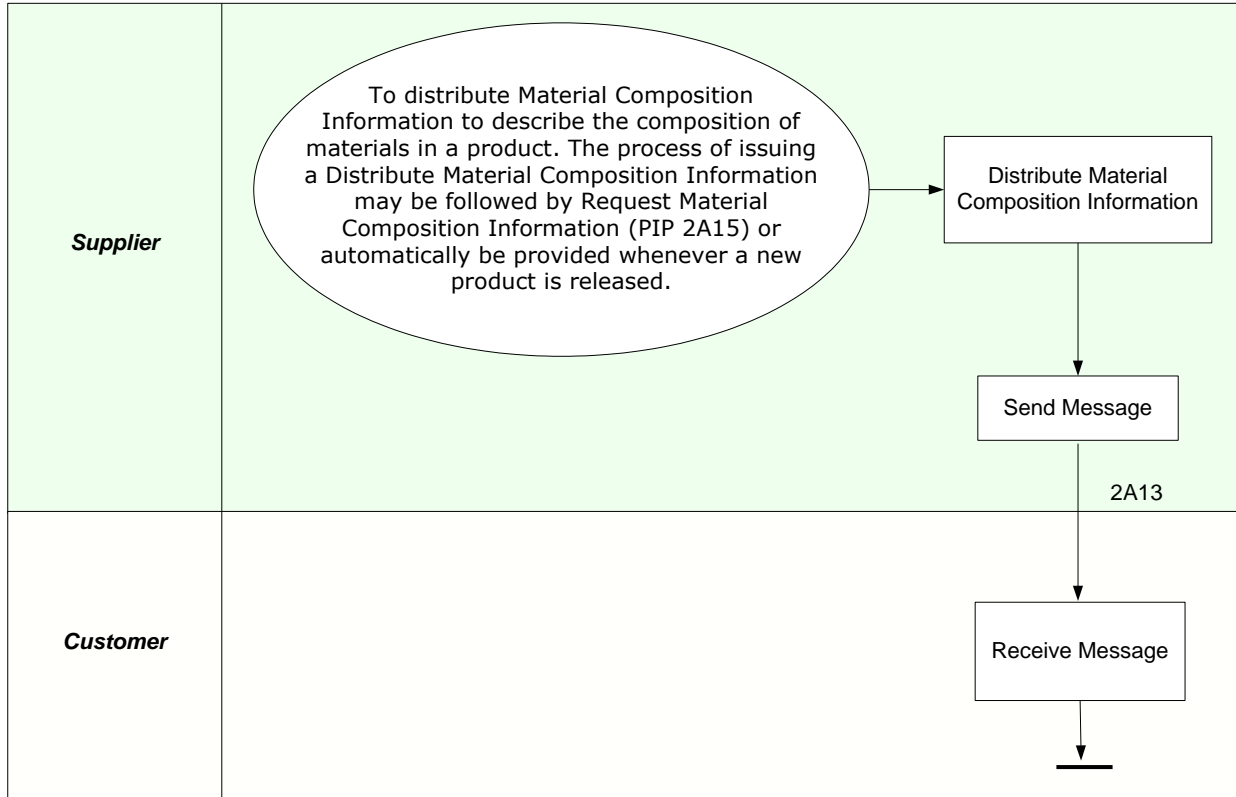 To distribute Material Composition
Information to describe the composition of
materials in a product. The process of issuing
a Distribute Material Composition Information
may be followed by Request Material
Composition Information (PIP 2A15) or
automatically be provided whenever a new
product is released.
Distribute Material
Composition Information
Supplier
Send Message
2A13
Customer
Receive Message